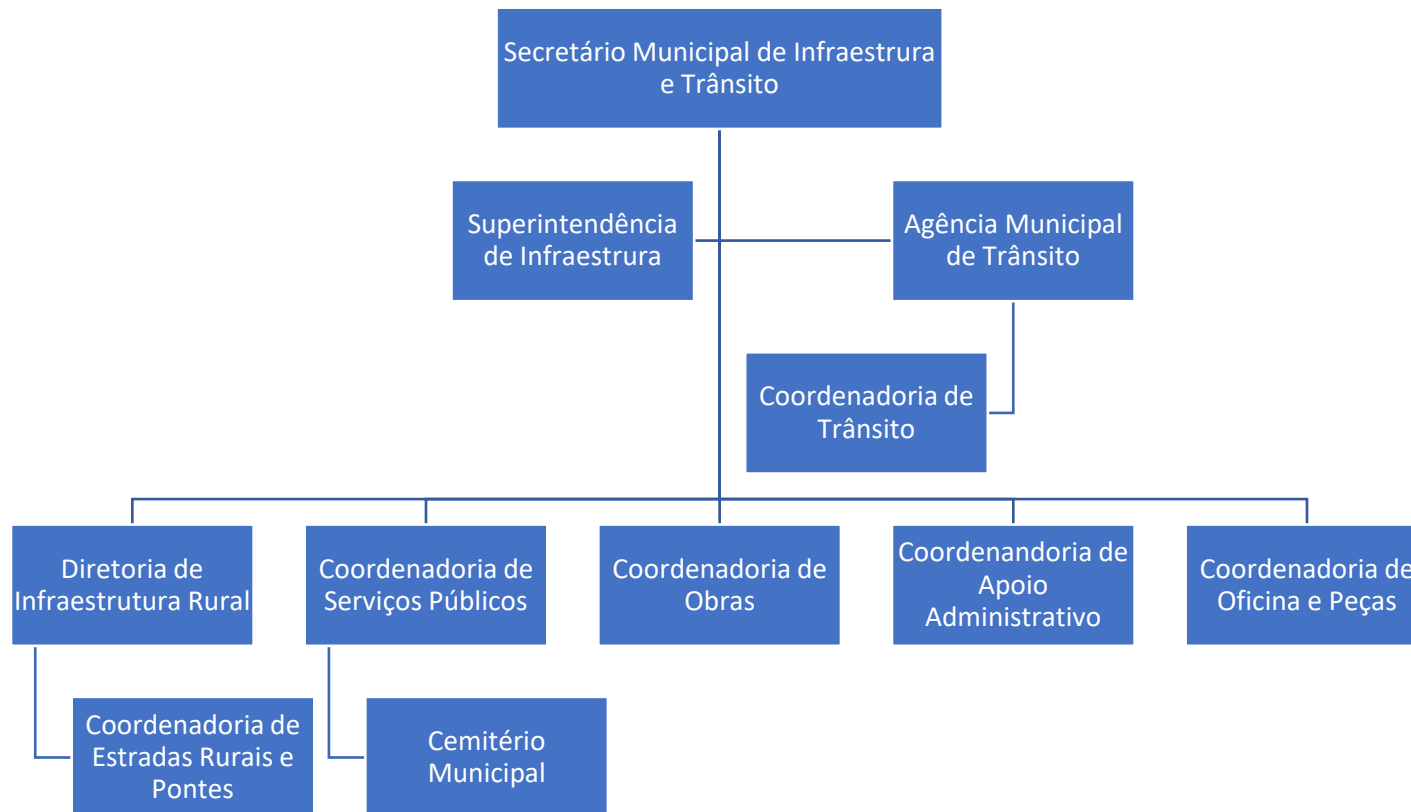 Secretário Municipal de Infraestrura
e Trânsito
Superintendência
de Infraestrura
Agência Municipal
de Trânsito
Coordenadoria de
Trânsito
Diretoria de
Infraestrutura Rural
Coordenadoria de
Serviços Públicos
Coordenadoria de
Obras
Coordenandoria de
Apoio
Administrativo
Coordenadoria de
Oficina e Peças
Coordenadoria de
Estradas Rurais e
Pontes
Cemitério
Municipal